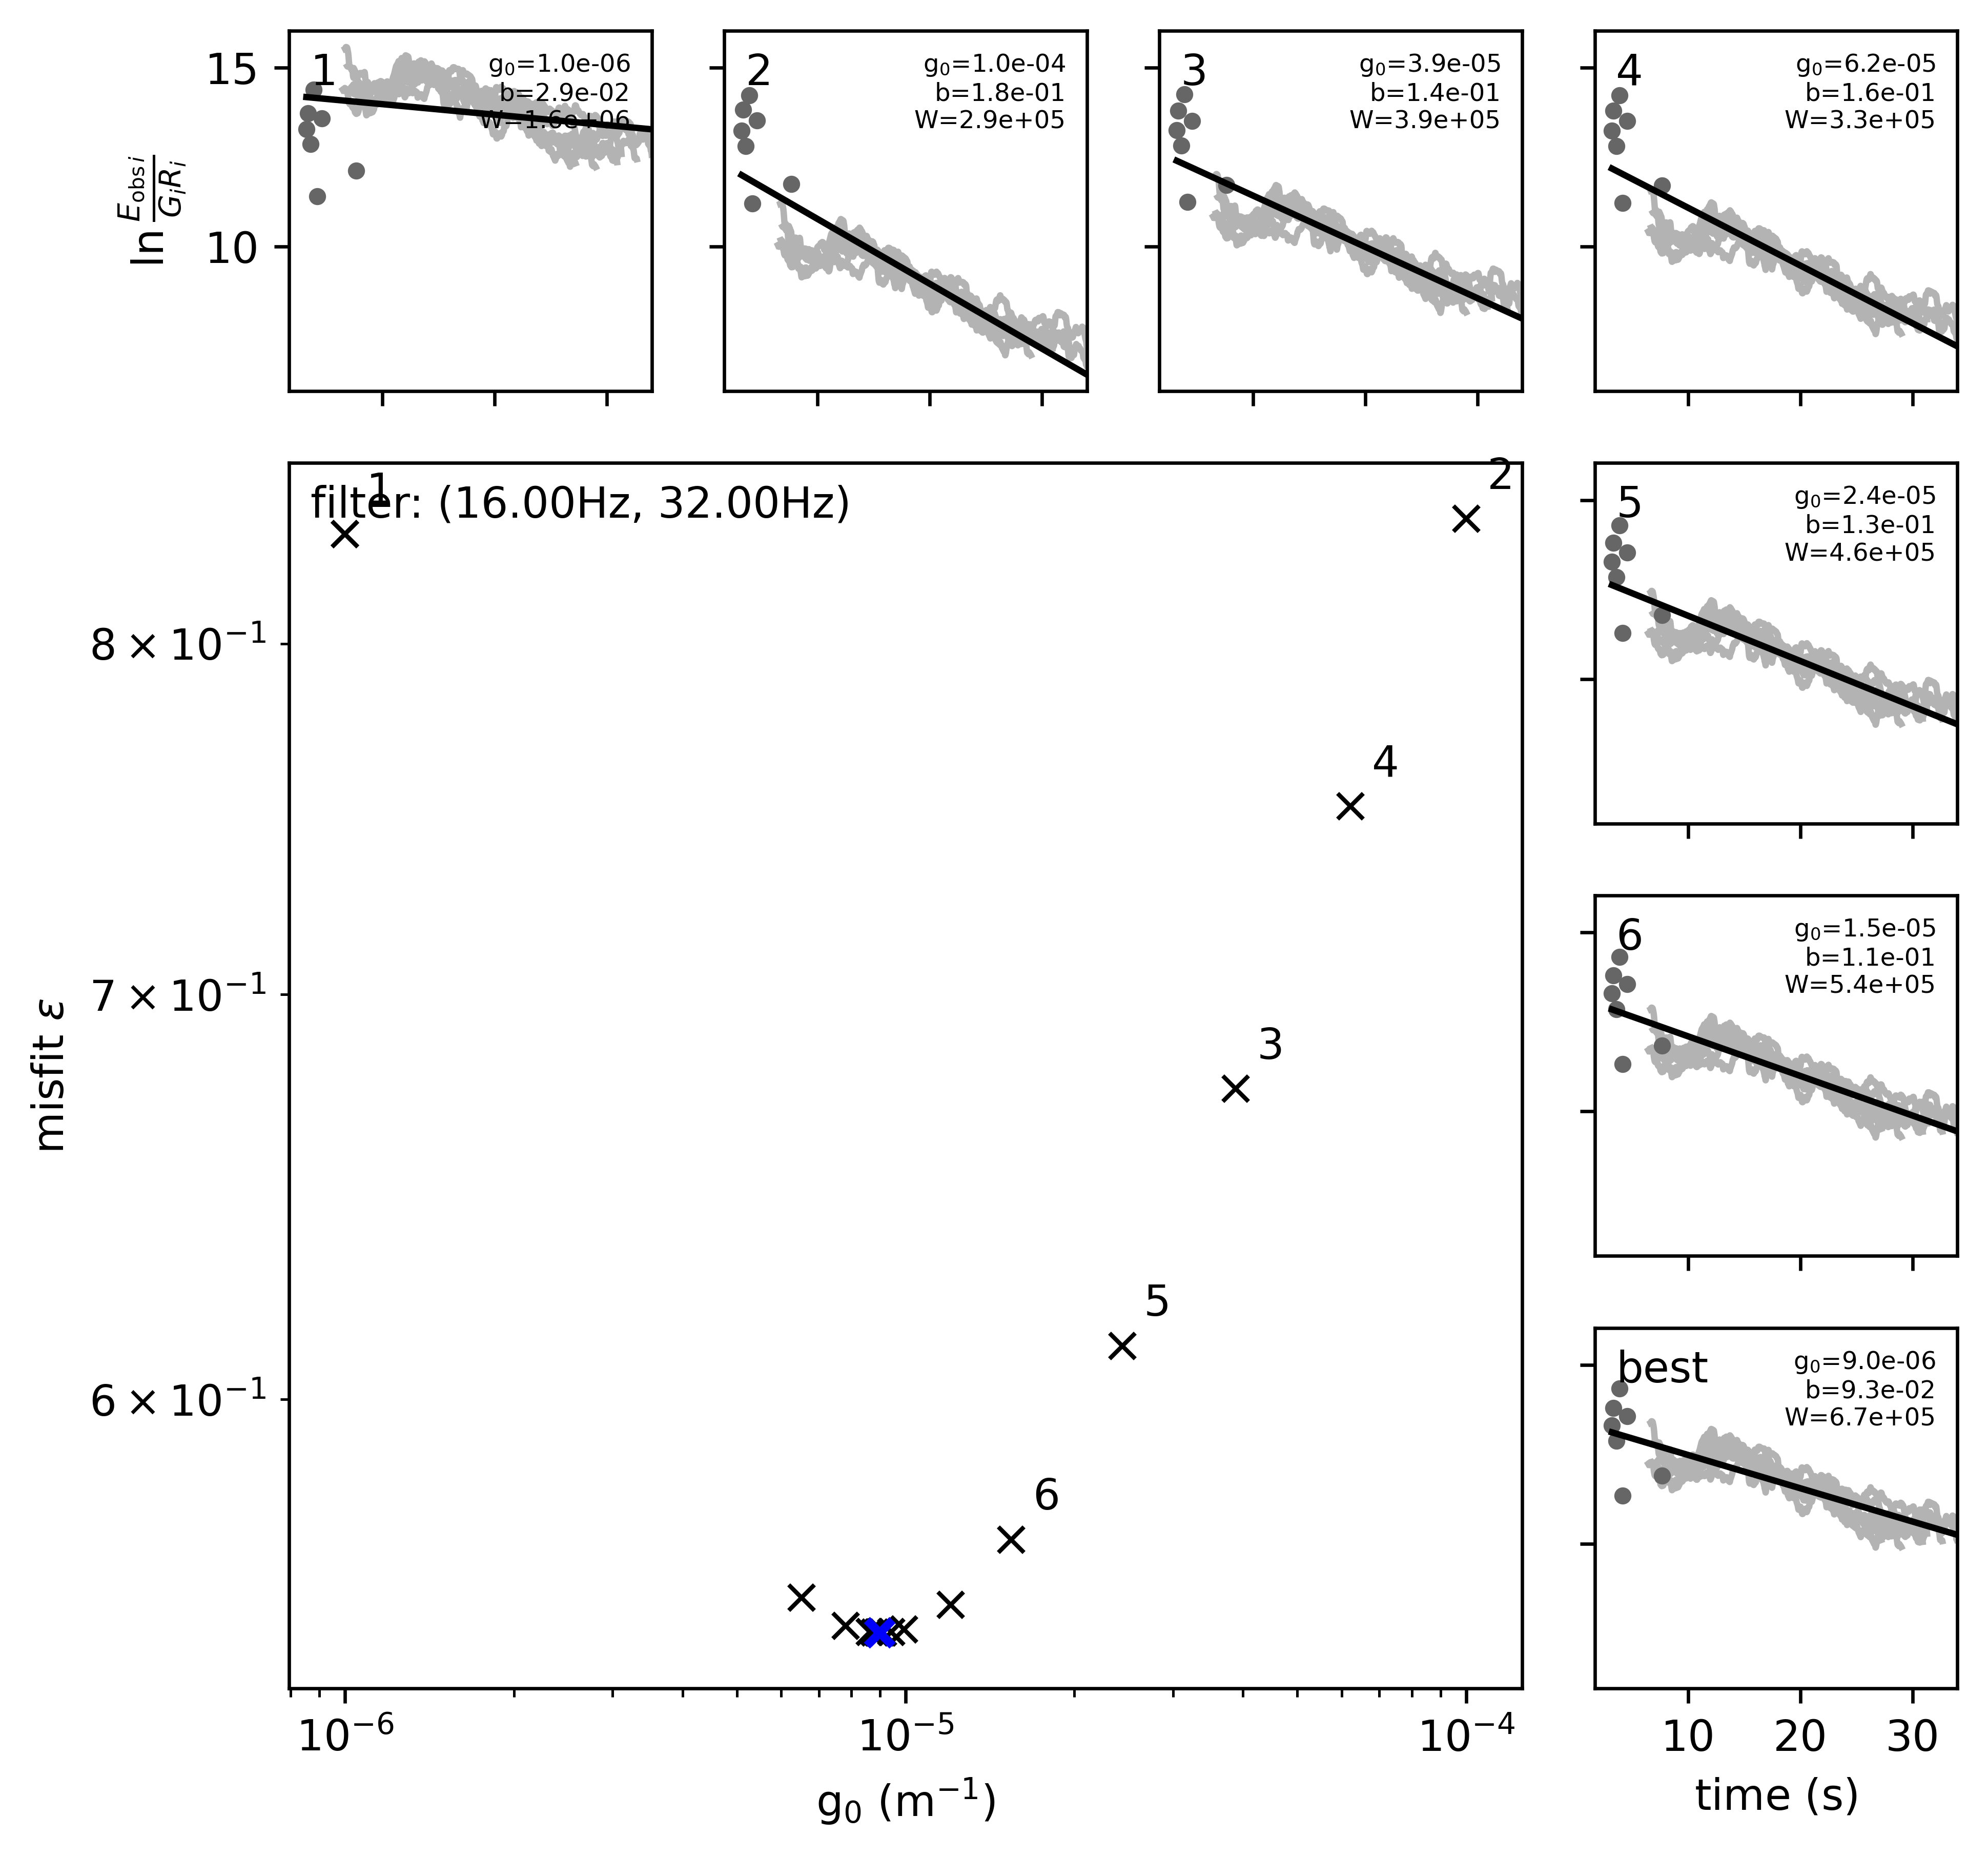 15
10
ln E_obs i / G_i R_i
1
g₀=1.0e-06
b=2.9e-02
W=1.6e+06
2
g₀=1.0e-04
b=1.8e-01
W=2.9e+05
3
g₀=3.9e-05
b=1.4e-01
W=3.9e+05
4
g₀=6.2e-05
b=1.6e-01
W=3.3e+05
filter: (16.00Hz, 32.00Hz)
1
2
4
3
5
6
8 × 10⁻¹
7 × 10⁻¹
6 × 10⁻¹
misfit ε
10⁻⁶
10⁻⁵
10⁻⁴
g₀ (m⁻¹)
5
g₀=2.4e-05
b=1.3e-01
W=4.6e+05
6
g₀=1.5e-05
b=1.1e-01
W=5.4e+05
best
g₀=9.0e-06
b=9.3e-02
W=6.7e+05
10 20 30
time (s)